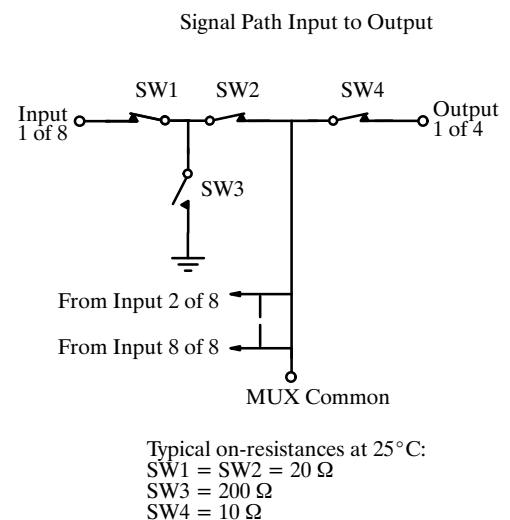 Signal Path Input to Output
SW1
SW2
SW4
Input
1 of 8
Output
1 of 4
SW3
From Input 2 of 8
From Input 8 of 8
MUX Common
Typical on-resistances at 25°C:
SW1 = SW2 = 20 Ω
SW3 = 200 Ω
SW4 = 10 Ω